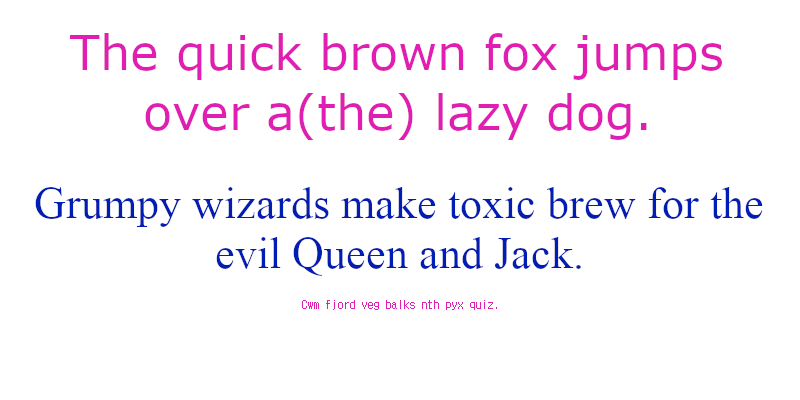 The quick brown fox jumps
over a(the) lazy dog.
Grumpy wizards make toxic brew for the
evil Queen and Jack.
Cwm fjord veg balks nth pyx quiz.